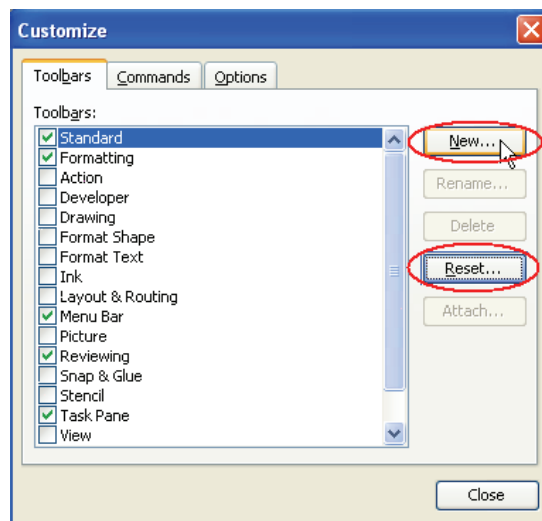 Customize
Toolbars Commands Options
Toolbars:
Standard
Formatting
Action
Developer
Drawing
Format Shape
Format Text
Ink
Layout & Routing
Menu Bar
Picture
Reviewing
Snap & Glue
Stencil
Task Pane
View
New...
Rename...
Delete
Reset...
Attach...
Close